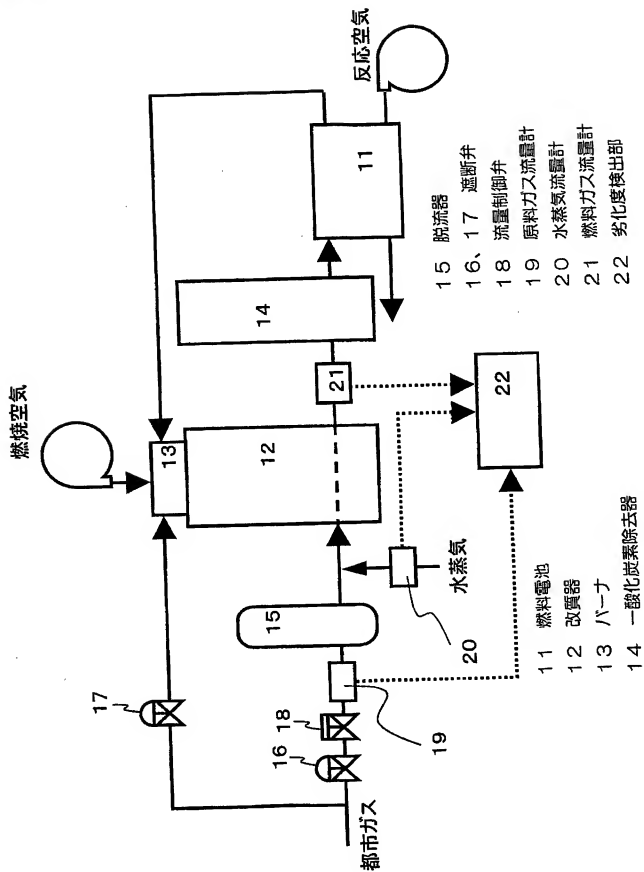 燃焼空気
反応空気
都市ガス
水蒸気
11
12
13
14
15
16
17
18
19
20
21
22
11 燃料電池
12 改質器
13 バーナ
14 一酸化炭素除去器
15 脱流器
16、17 遮断弁
18 流量制御弁
19 原料ガス流量計
20 水蒸気流量計
21 燃料ガス流量計
22 劣化度検出部